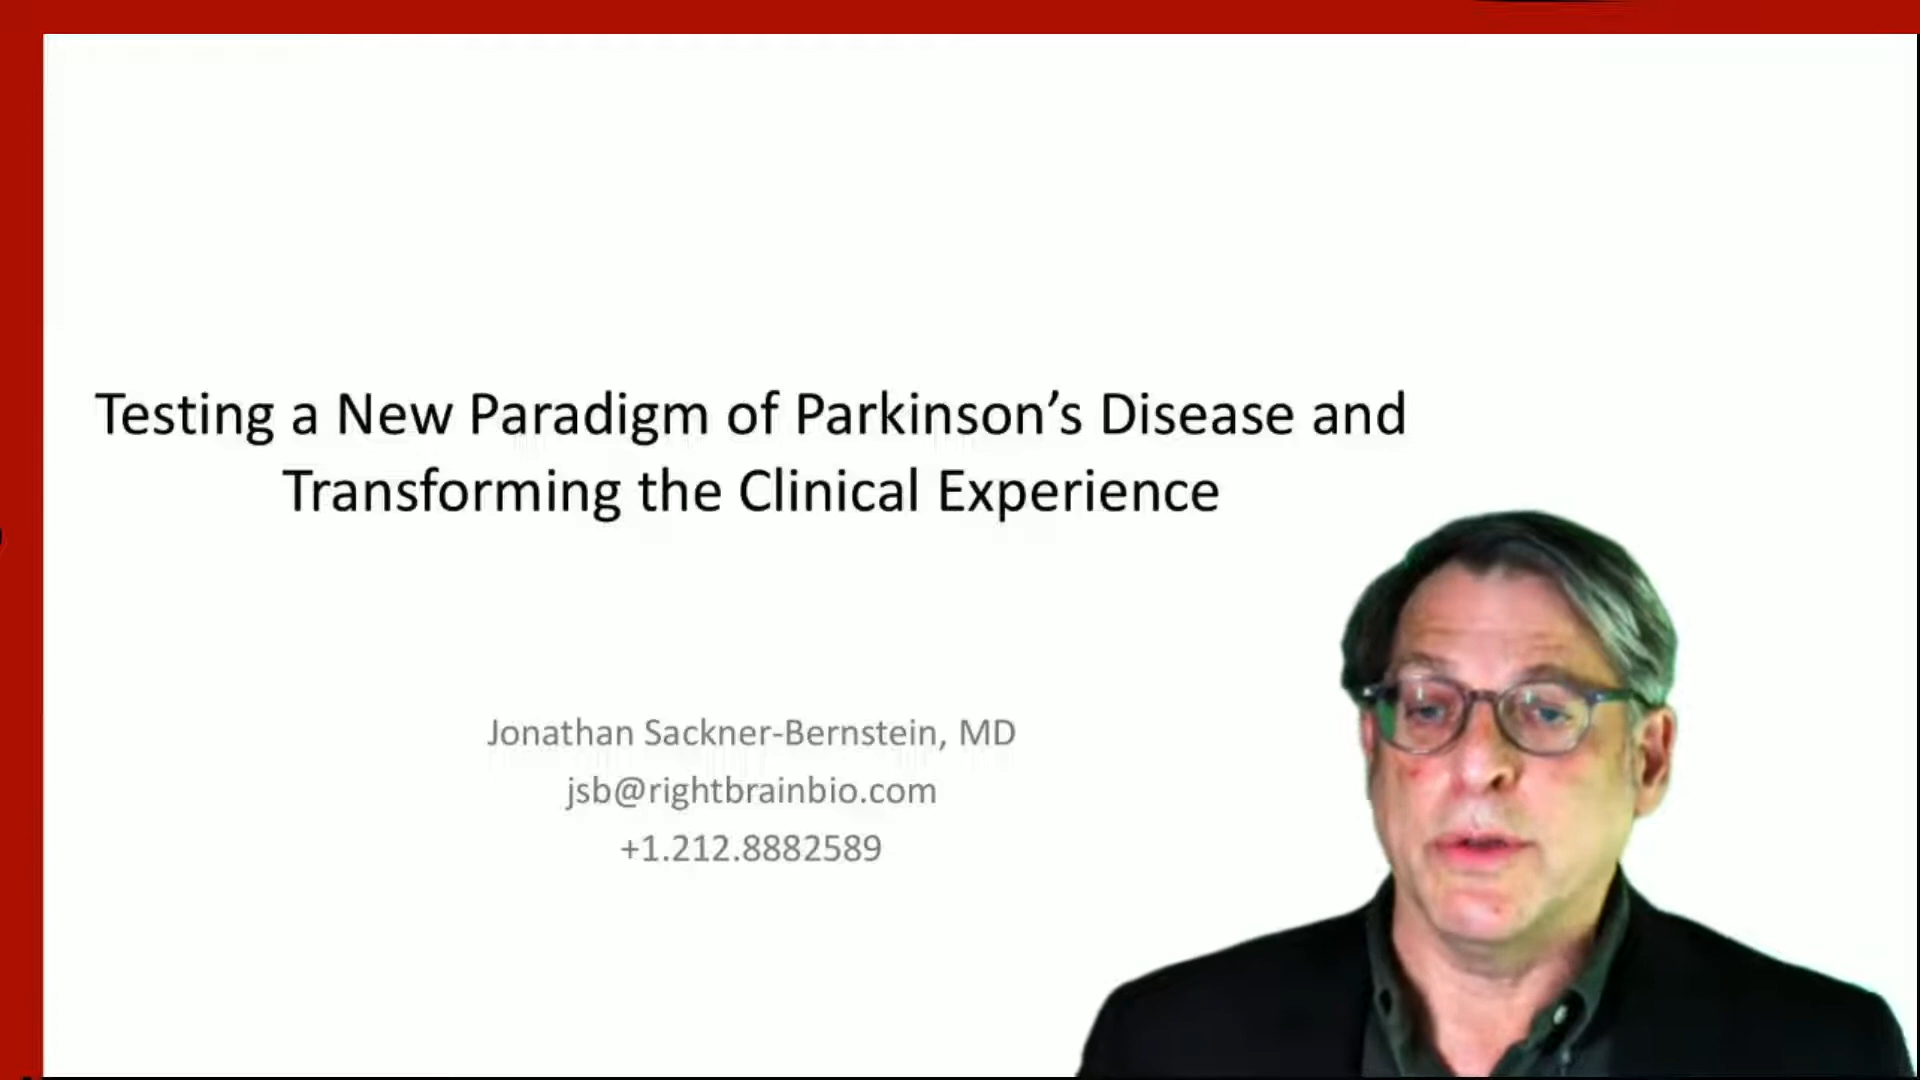 Testing a New Paradigm of Parkinson’s Disease and
Transforming the Clinical Experience
Jonathan Sackner-Bernstein, MD
jsb@rightbrainbio.com
+1.212.8882589